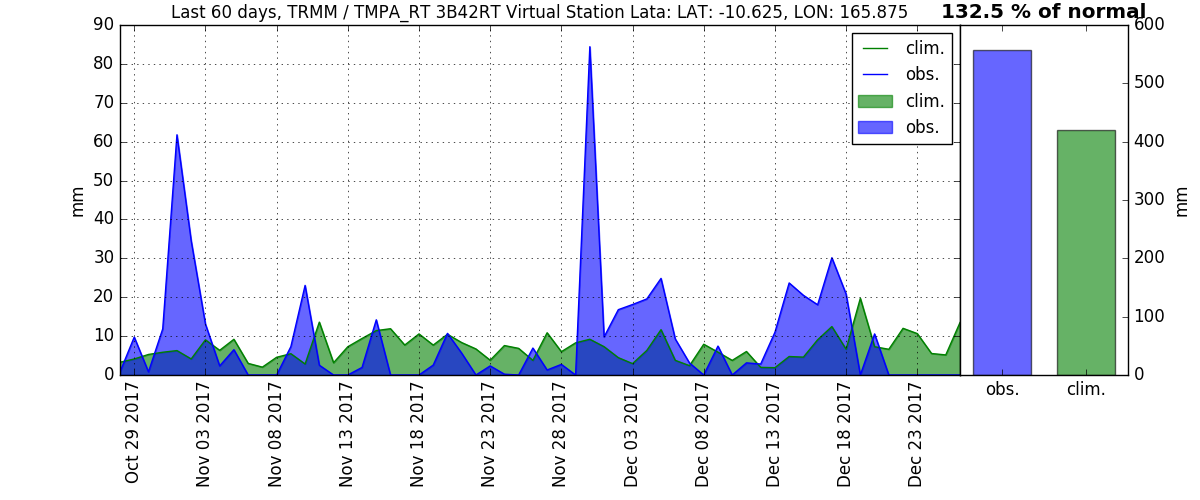 Last 60 days, TRMM / TMPA_RT 3B42RT Virtual Station Lata: LAT: -10.625, LON: 165.875
132.5 % of normal
90
80
70
60
50
40
30
20
10
0
mm
clim.
obs.
clim.
obs.
Oct 29 2017
Nov 03 2017
Nov 08 2017
Nov 13 2017
Nov 18 2017
Nov 23 2017
Nov 28 2017
Dec 03 2017
Dec 08 2017
Dec 13 2017
Dec 18 2017
Dec 23 2017
600
500
400
300
200
100
0
mm
obs.
clim.